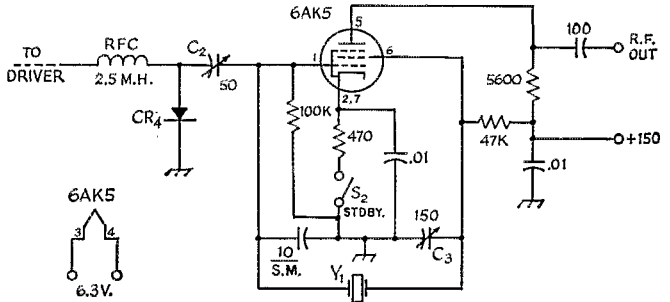 6AK5
TO
DRIVER
RFC
2.5 M.H.
C2
50
CR4
1
5
6
2,7
100K
470
.01
S2
STDBY.
10
S.M.
150
C3
Y1
100
R.F.
OUT
5600
47K
+150
.01
6AK5
3
4
6.3V.